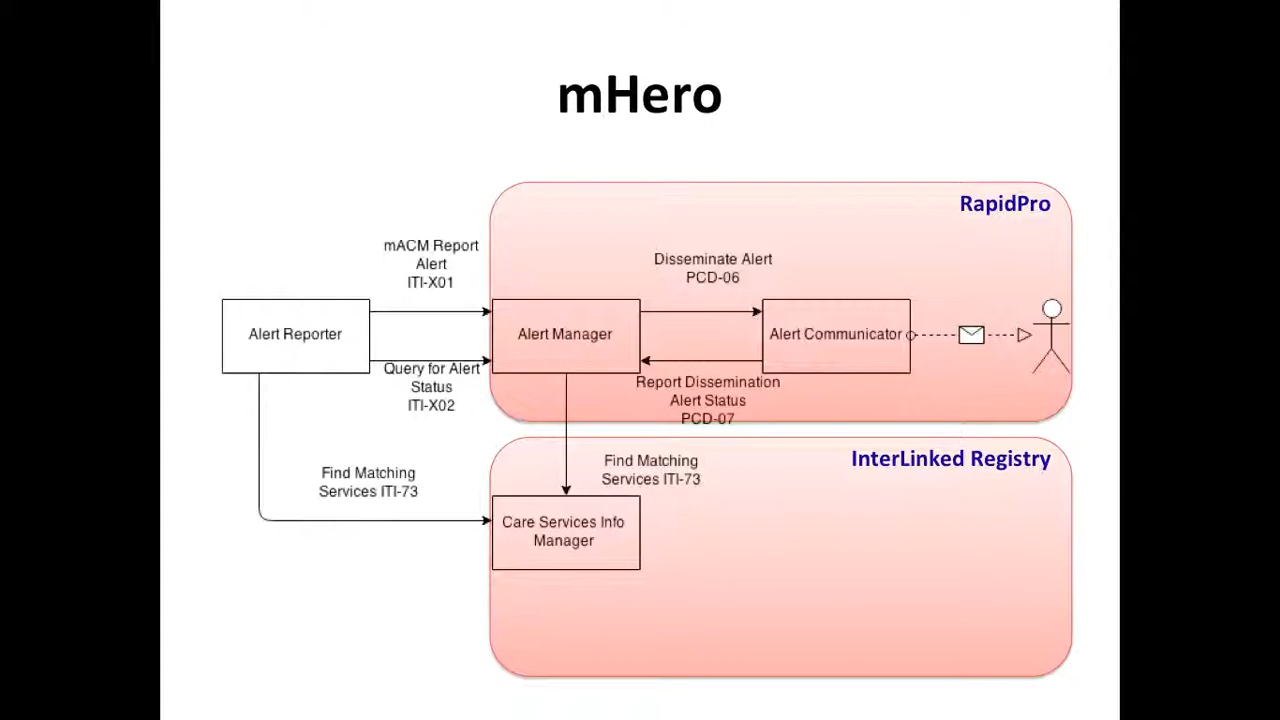 mHero
RapidPro
mACM Report
Alert
ITI-X01
Disseminate Alert
PCD-06
Alert Reporter
Alert Manager
Alert Communicator
Query for Alert
Status
ITI-X02
Report Dissemination
Alert Status
PCD-07
InterLinked Registry
Find Matching
Services ITI-73
Find Matching
Services ITI-73
Care Services Info
Manager